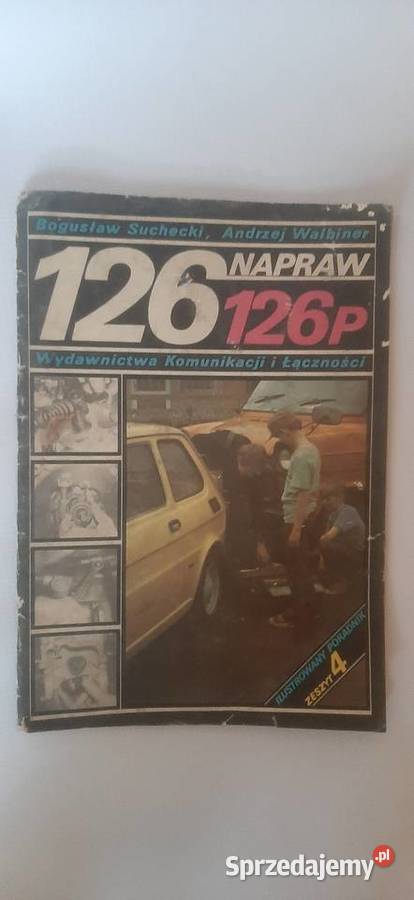 Bogusław Suchecki, Andrzej Walbiner
126 NAPRAW
126P
Wydawnictwa Komunikacji i Łączności
ILUSTROWANY PORADNIK
ZESZYT 4
Sprzedajemy.pl